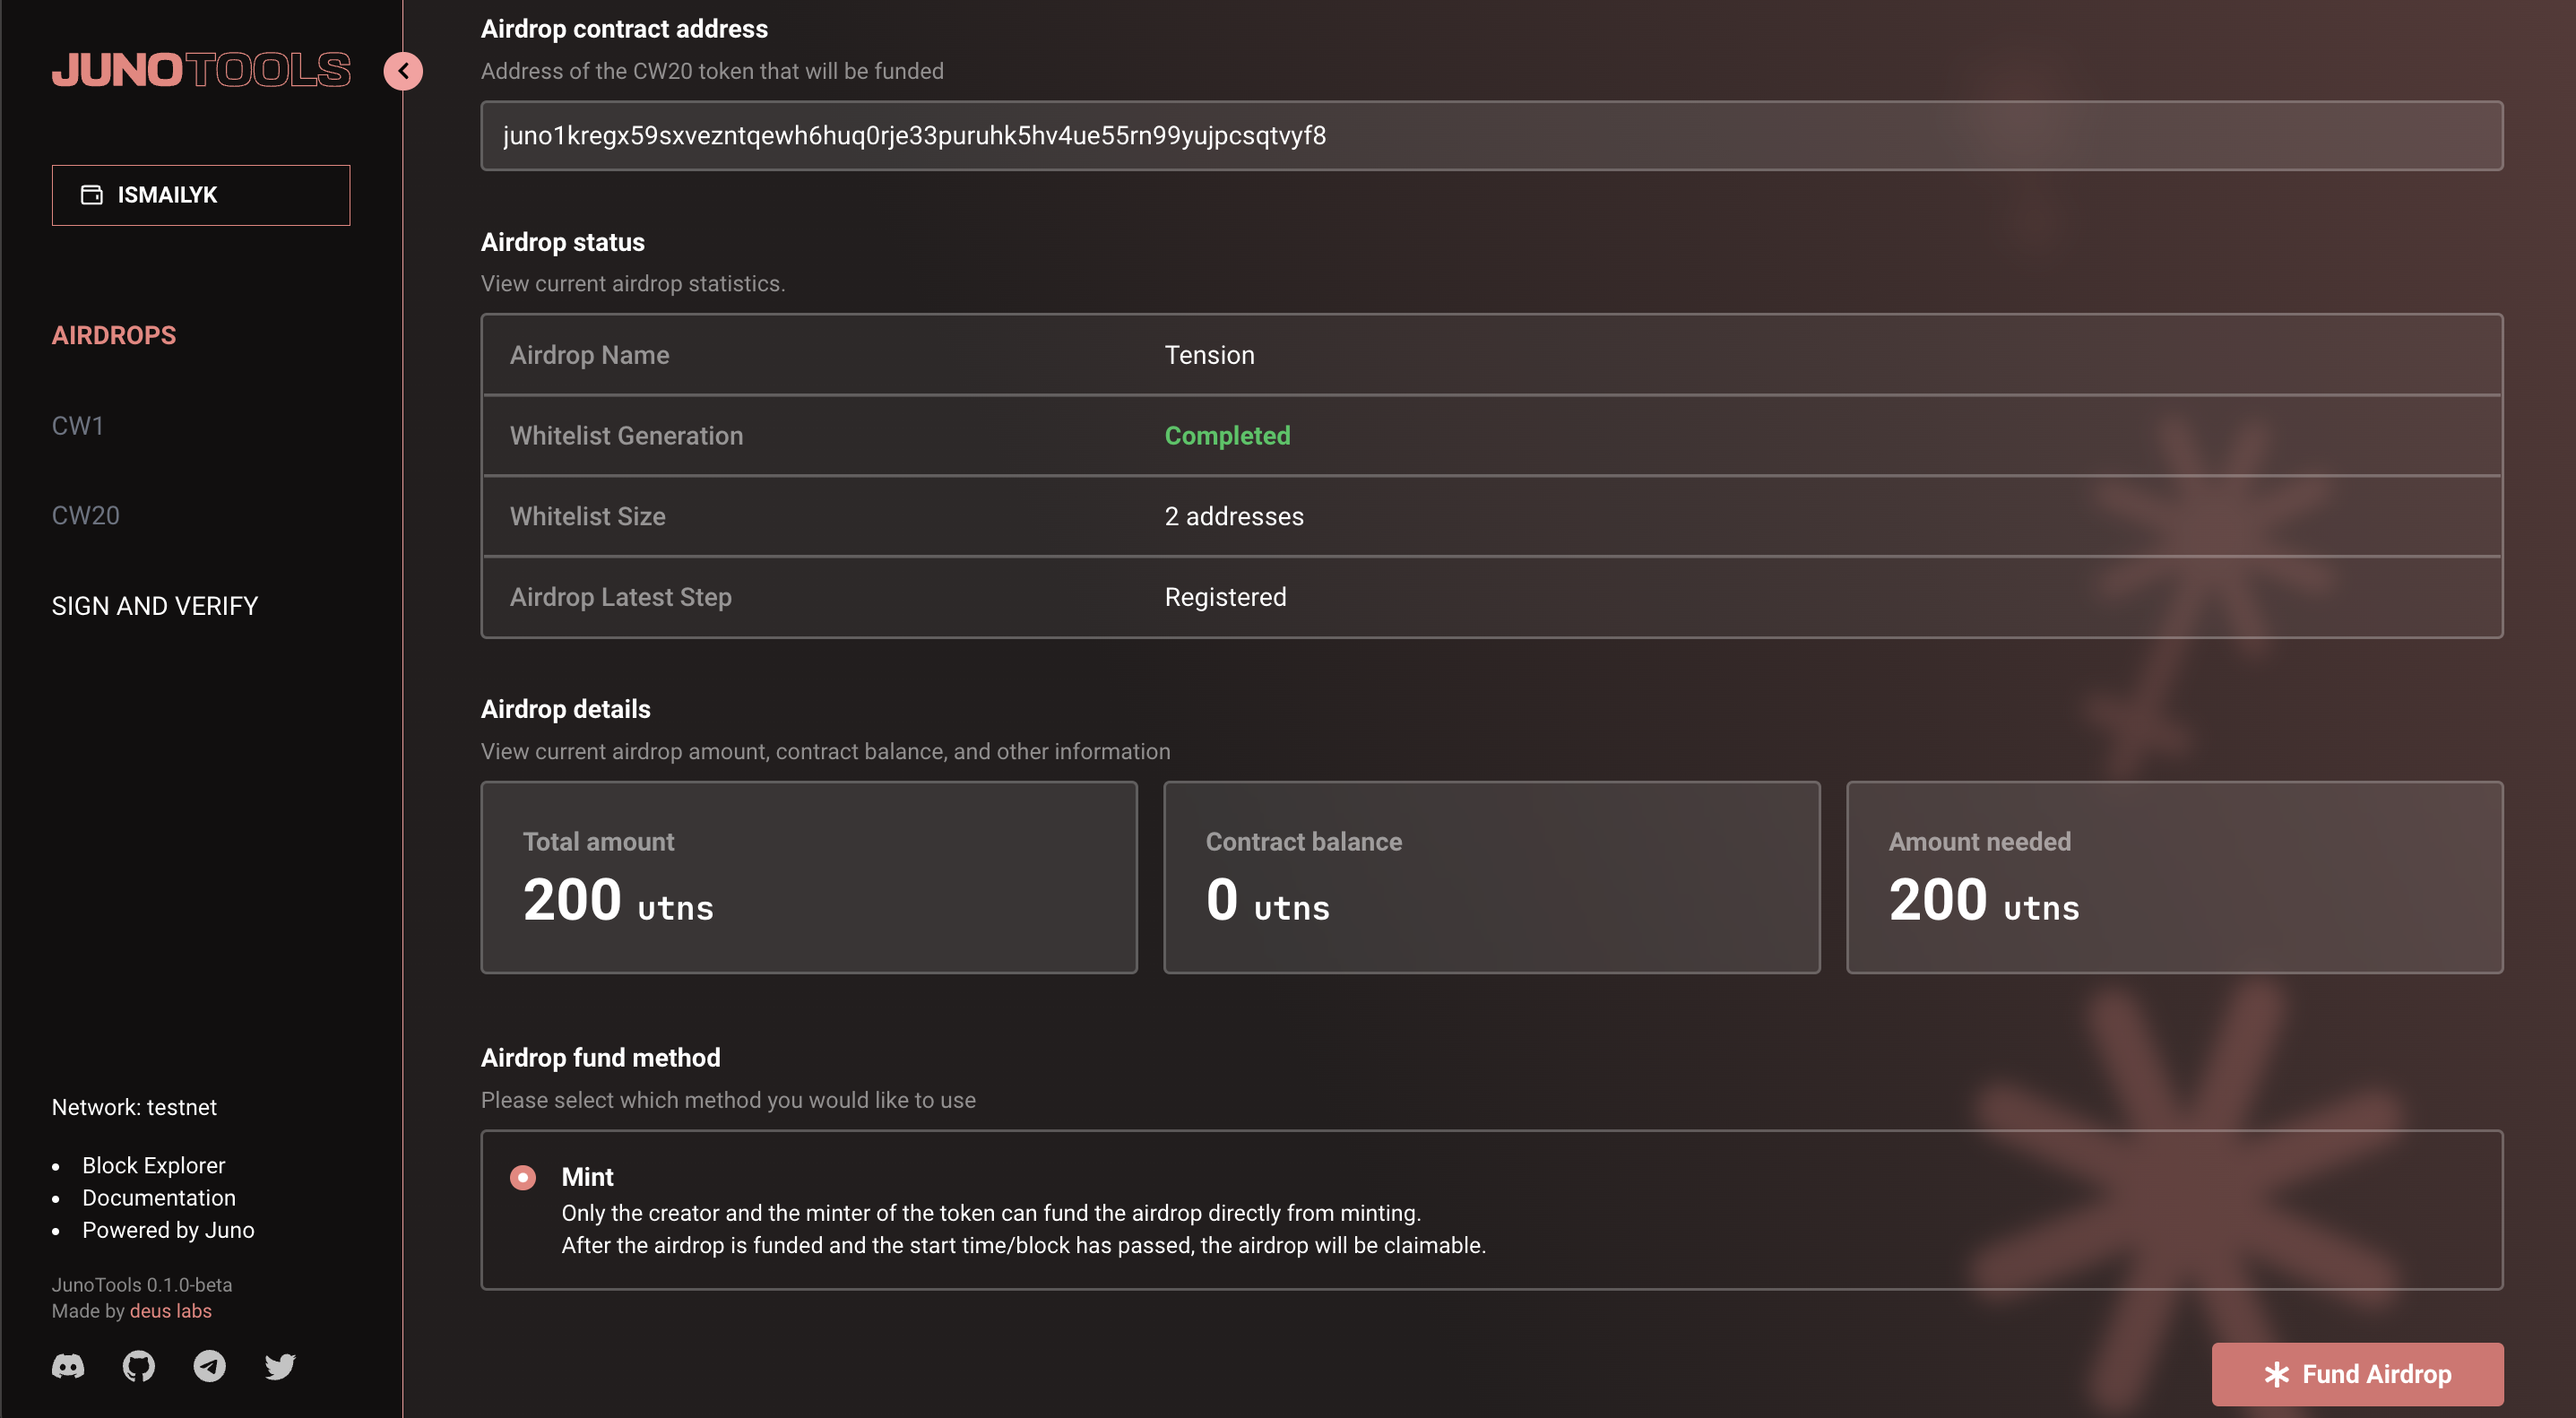 JUNOTOOLS
ISMAILYK
AIRDROPS
CW1
CW20
SIGN AND VERIFY
Network: testnet
Block Explorer
Documentation
Powered by Juno
JunoTools 0.1.0-beta
Made by deus labs
Airdrop contract address
Address of the CW20 token that will be funded
juno1kregx59sxvezntqewh6huq0rje33puruhk5hv4ue55rn99yujpcsqtvyf8
Airdrop status
View current airdrop statistics.
Airdrop Name Tension
Whitelist Generation Completed
Whitelist Size 2 addresses
Airdrop Latest Step Registered
Airdrop details
View current airdrop amount, contract balance, and other information
Total amount
200 utns
Contract balance
0 utns
Amount needed
200 utns
Airdrop fund method
Please select which method you would like to use
Mint
Only the creator and the minter of the token can fund the airdrop directly from minting.
After the airdrop is funded and the start time/block has passed, the airdrop will be claimable.
Fund Airdrop